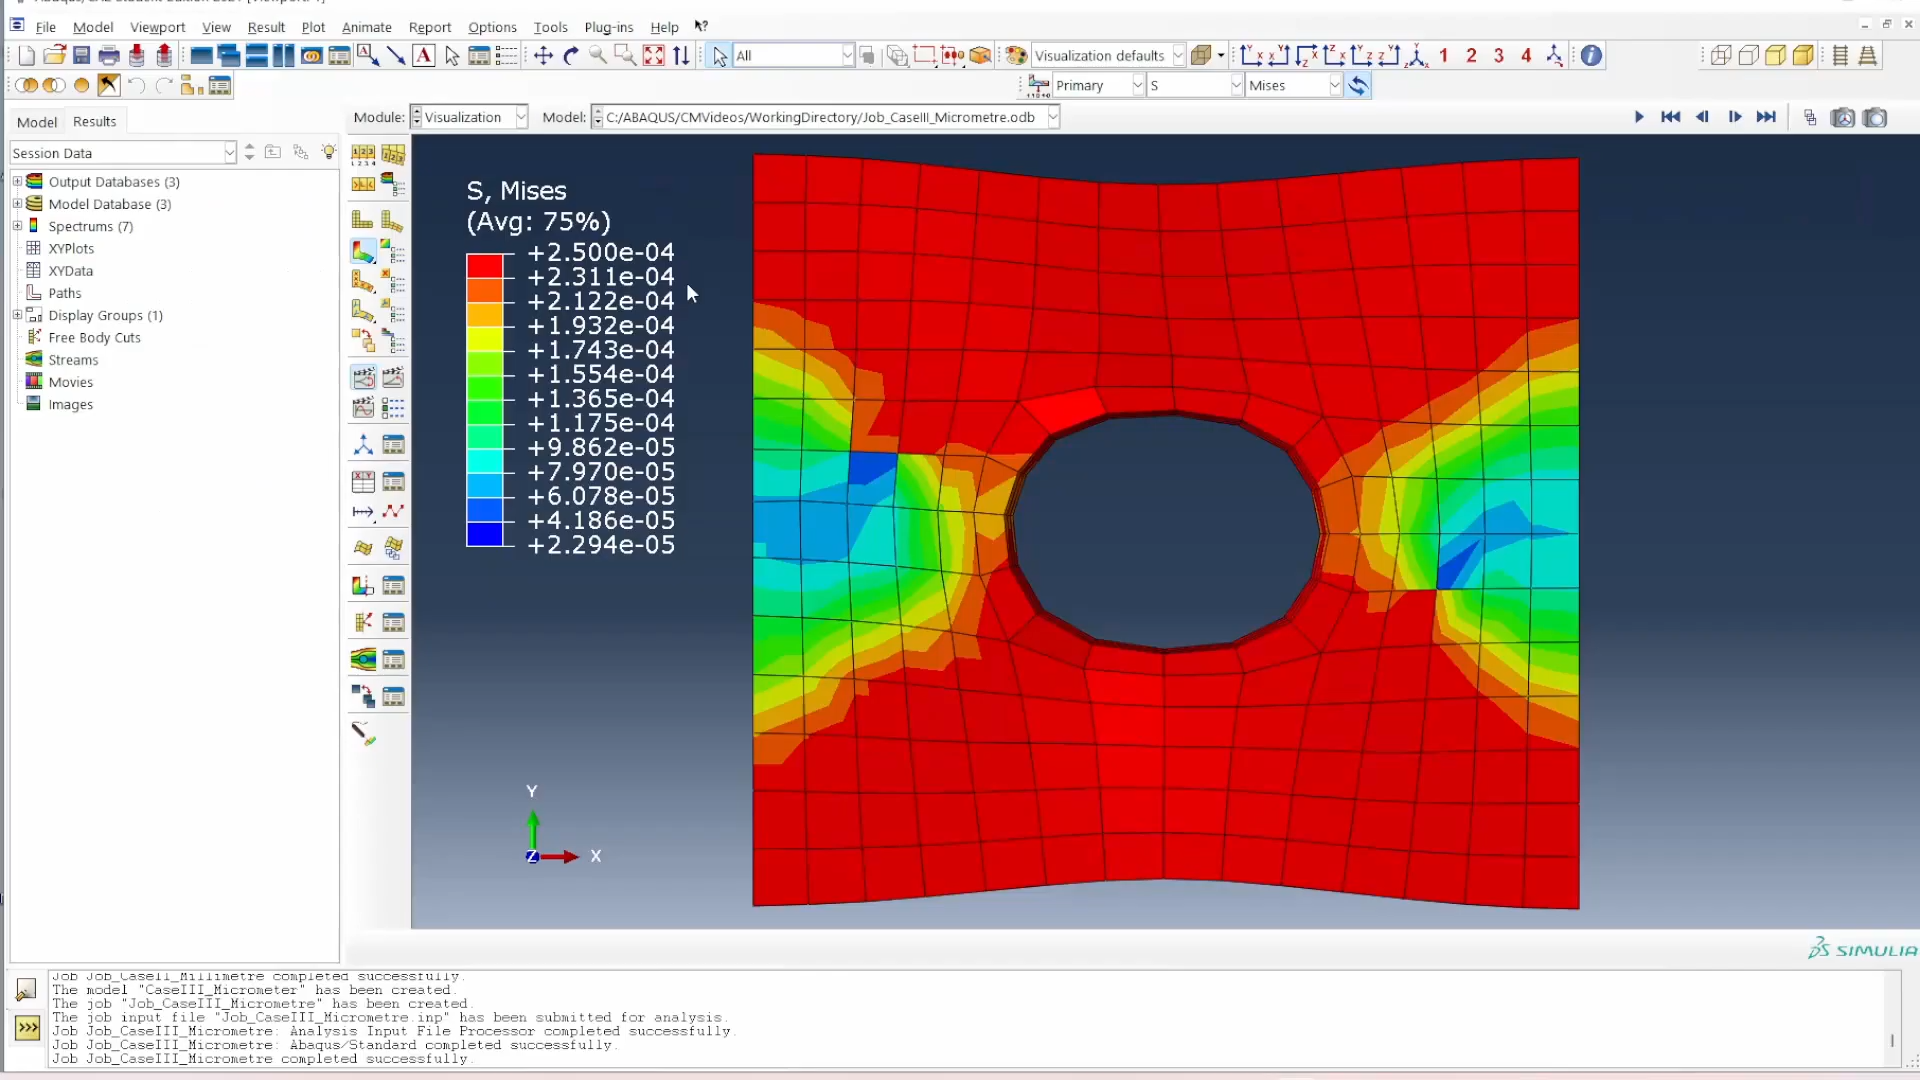 File Model Viewport View Result Plot Animate Report Options Tools Plug-ins Help
All Visualization defaults 1 2 3 4
Primary S Mises
Model Results Module: Visualization Model: C:/ABAQUS/CMVideos/WorkingDirectory/Job_CaseIII_Micrometre.odb
Session Data
Output Databases (3)
Model Database (3)
Spectrums (7)
XYPlots
XYData
Paths
Display Groups (1)
Free Body Cuts
Streams
Movies
Images
S, Mises
(Avg: 75%)
+2.500e-04
+2.311e-04
+2.122e-04
+1.932e-04
+1.743e-04
+1.554e-04
+1.365e-04
+1.175e-04
+9.862e-05
+7.970e-05
+6.078e-05
+4.186e-05
+2.294e-05
Y
Z X
SIMULIA
Job Job_CaseII_Millimetre completed successfully.
The model "CaseIII_Micrometer" has been created.
The job "Job_CaseIII_Micrometre" has been created.
The job input file "Job_CaseIII_Micrometre.inp" has been submitted for analysis.
Job Job_CaseIII_Micrometre: Analysis Input File Processor completed successfully.
Job Job_CaseIII_Micrometre: Abaqus/Standard completed successfully.
Job Job_CaseIII_Micrometre completed successfully.